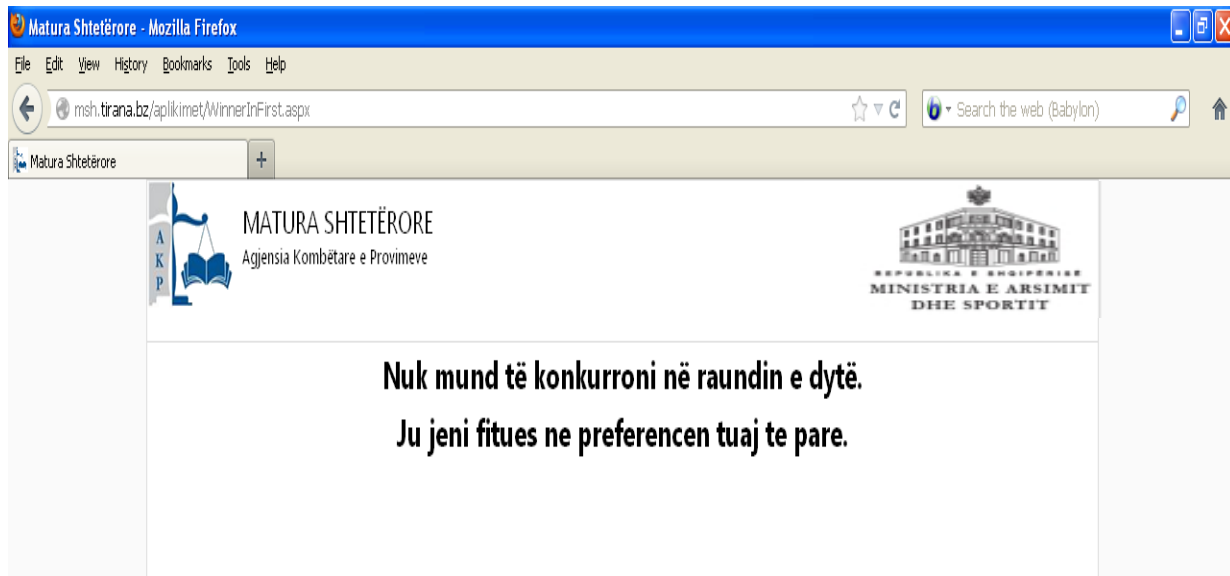 Matura Shtetërore - Mozilla Firefox
File Edit View History Bookmarks Tools Help
msh.tirana.bz/aplikimet/WinnerInFirst.aspx
Search the web (Babylon)
Matura Shtetërore
+
AKP
MATURA SHTETËRORE
Agjensia Kombëtare e Provimeve
REPUBLIKA E SHQIPËRISË
MINISTRIA E ARSIMIT
DHE SPORTIT
Nuk mund të konkurroni në raundin e dytë.
Ju jeni fitues ne preferencen tuaj te pare.